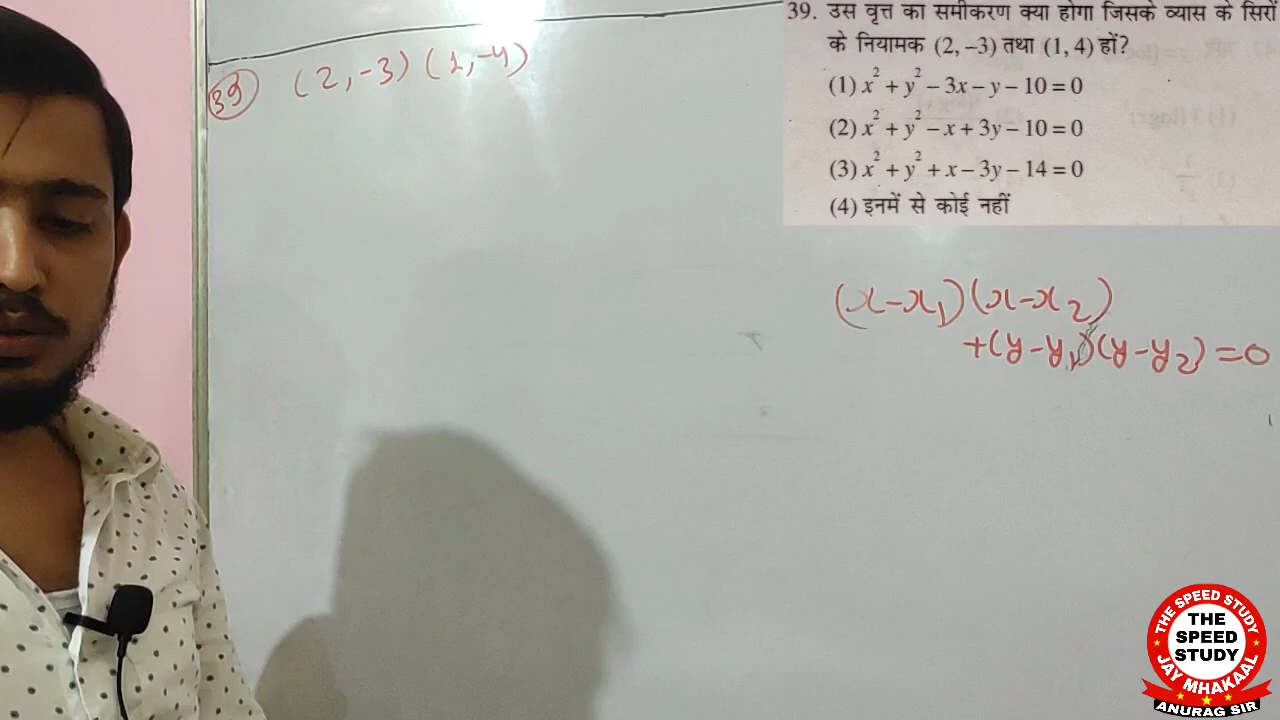 39. उस वृत्त का समीकरण क्या होगा जिसके व्यास के सिरों
के नियामक (2, –3) तथा (1, 4) हों?
(1) x² + y² – 3x – y – 10 = 0
(2) x² + y² – x + 3y – 10 = 0
(3) x² + y² + x – 3y – 14 = 0
(4) इनमें से कोई नहीं
39 (2,-3) (1,-4)
(x-x₁)(x-x₂)
+(y-y₁)(y-y₂)=0
THE SPEED STUDY
THE
SPEED
STUDY
JAY MHAKAAL
ANURAG SIR